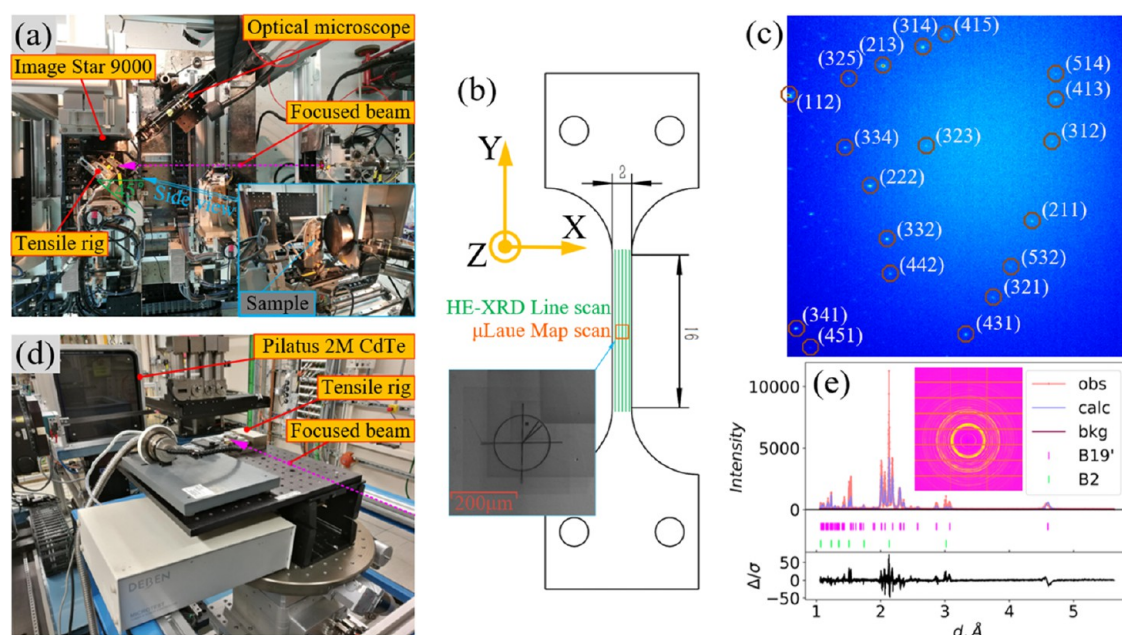 (a)
Optical microscope
Image Star 9000
Focused beam
45°
Side view
Tensile rig
Sample
(b)
Y
X
Z
2
16
HE-XRD Line scan
μLaue Map scan
200μm
(c)
(314)
(415)
(213)
(325)
(514)
(112)
(413)
(334)
(323)
(312)
(222)
(211)
(332)
(532)
(442)
(321)
(341)
(431)
(451)
(d)
Pilatus 2M CdTe
Tensile rig
Focused beam
DEBEN
(e)
obs
calc
bkg
B19'
B2
10000
5000
0
Intensity
50
0
−50
Δ/σ
1
2
3
4
5
d, Å